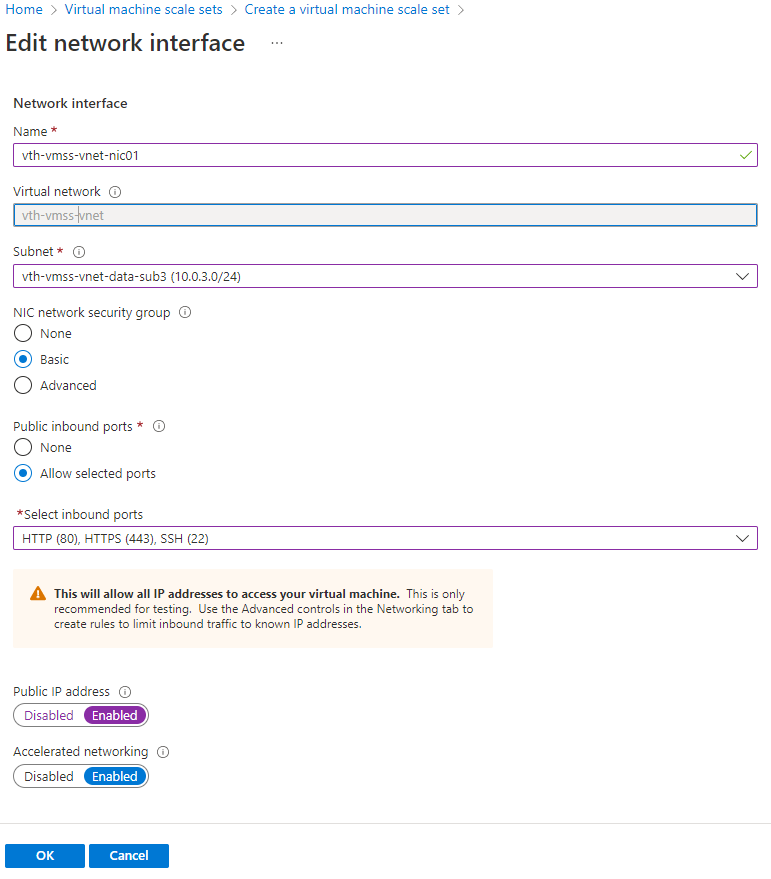 Home > Virtual machine scale sets > Create a virtual machine scale set >
Edit network interface ...
Network interface
Name *
vth-vmss-vnet-nic01
Virtual network
vth-vmss-vnet
Subnet *
vth-vmss-vnet-data-sub3 (10.0.3.0/24)
NIC network security group
None
Basic
Advanced
Public inbound ports *
None
Allow selected ports
*Select inbound ports
HTTP (80), HTTPS (443), SSH (22)
This will allow all IP addresses to access your virtual machine. This is only
recommended for testing. Use the Advanced controls in the Networking tab to
create rules to limit inbound traffic to known IP addresses.
Public IP address
Disabled Enabled
Accelerated networking
Disabled Enabled
OK Cancel